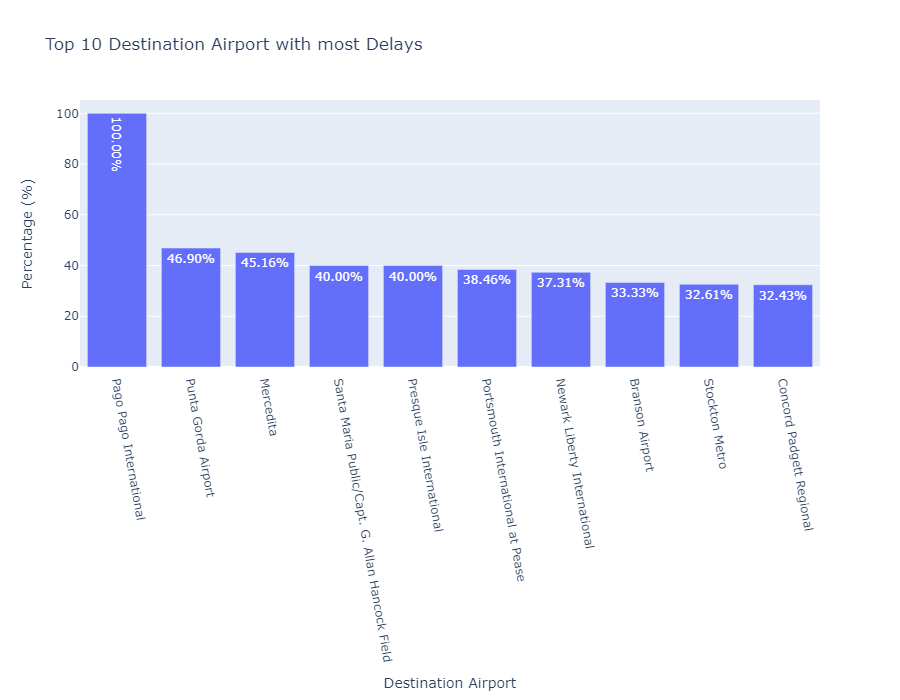 Top 10 Destination Airport with most Delays
Percentage (%)
100
80
60
40
20
0
100.00%
46.90%
45.16%
40.00%
40.00%
38.46%
37.31%
33.33%
32.61%
32.43%
Pago Pago International
Punta Gorda Airport
Mercedita
Santa Maria Public/Capt. G. Allan Hancock Field
Presque Isle International
Portsmouth International at Pease
Newark Liberty International
Branson Airport
Stockton Metro
Concord Padgett Regional
Destination Airport